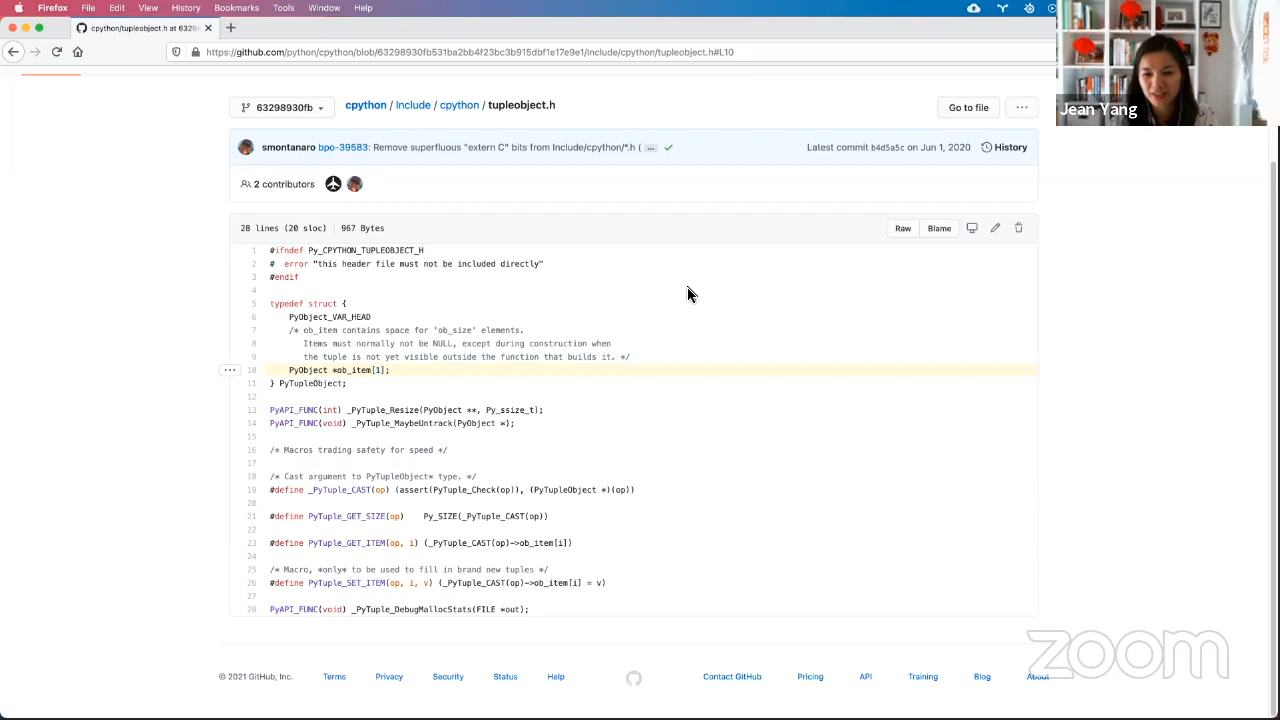 Firefox File Edit View History Bookmarks Tools Window Help
cpython/tupleobject.h at 6329
https://github.com/python/cpython/blob/63298930fb531ba2bb4f23bc3b915dbf1e17e9e1/Include/cpython/tupleobject.h#L10
Jean Yang
63298930fb
cpython / Include / cpython / tupleobject.h
Go to file
...
smontanaro bpo-39583: Remove superfluous "extern C" bits from Include/cpython/*.h ( ...
Latest commit b4d5a5c on Jun 1, 2020
History
2 contributors
28 lines (20 sloc) 967 Bytes
Raw Blame
1 #ifndef Py_CPYTHON_TUPLEOBJECT_H
2 # error "this header file must not be included directly"
3 #endif
4
5 typedef struct {
6 PyObject_VAR_HEAD
7 /* ob_item contains space for 'ob_size' elements.
8 Items must normally not be NULL, except during construction when
9 the tuple is not yet visible outside the function that builds it. */
... 10 PyObject *ob_item[1];
11 } PyTupleObject;
12
13 PyAPI_FUNC(int) _PyTuple_Resize(PyObject **, Py_ssize_t);
14 PyAPI_FUNC(void) _PyTuple_MaybeUntrack(PyObject *);
15
16 /* Macros trading safety for speed */
17
18 /* Cast argument to PyTupleObject* type. */
19 #define _PyTuple_CAST(op) (assert(PyTuple_Check(op)), (PyTupleObject *)(op))
20
21 #define PyTuple_GET_SIZE(op) Py_SIZE(_PyTuple_CAST(op))
22
23 #define PyTuple_GET_ITEM(op, i) (_PyTuple_CAST(op)->ob_item[i])
24
25 /* Macro, *only* to be used to fill in brand new tuples */
26 #define PyTuple_SET_ITEM(op, i, v) (_PyTuple_CAST(op)->ob_item[i] = v)
27
28 PyAPI_FUNC(void) _PyTuple_DebugMallocStats(FILE *out);
zoom
© 2021 GitHub, Inc. Terms Privacy Security Status Help Contact GitHub Pricing API Training Blog About